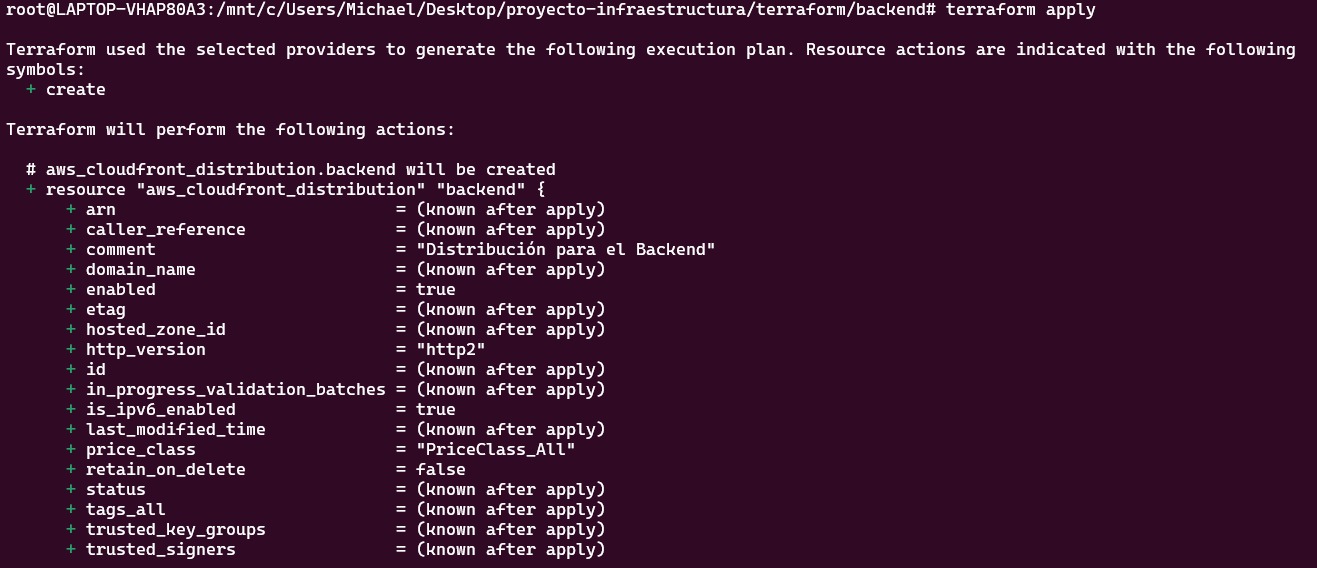 root@LAPTOP-VHAP80A3:/mnt/c/Users/Michael/Desktop/proyecto-infraestructura/terraform/backend# terraform apply
Terraform used the selected providers to generate the following execution plan. Resource actions are indicated with the following
symbols:
+ create
Terraform will perform the following actions:
# aws_cloudfront_distribution.backend will be created
+ resource "aws_cloudfront_distribution" "backend" {
+ arn = (known after apply)
+ caller_reference = (known after apply)
+ comment = "Distribución para el Backend"
+ domain_name = (known after apply)
+ enabled = true
+ etag = (known after apply)
+ hosted_zone_id = (known after apply)
+ http_version = "http2"
+ id = (known after apply)
+ in_progress_validation_batches = (known after apply)
+ is_ipv6_enabled = true
+ last_modified_time = (known after apply)
+ price_class = "PriceClass_All"
+ retain_on_delete = false
+ status = (known after apply)
+ tags_all = (known after apply)
+ trusted_key_groups = (known after apply)
+ trusted_signers = (known after apply)